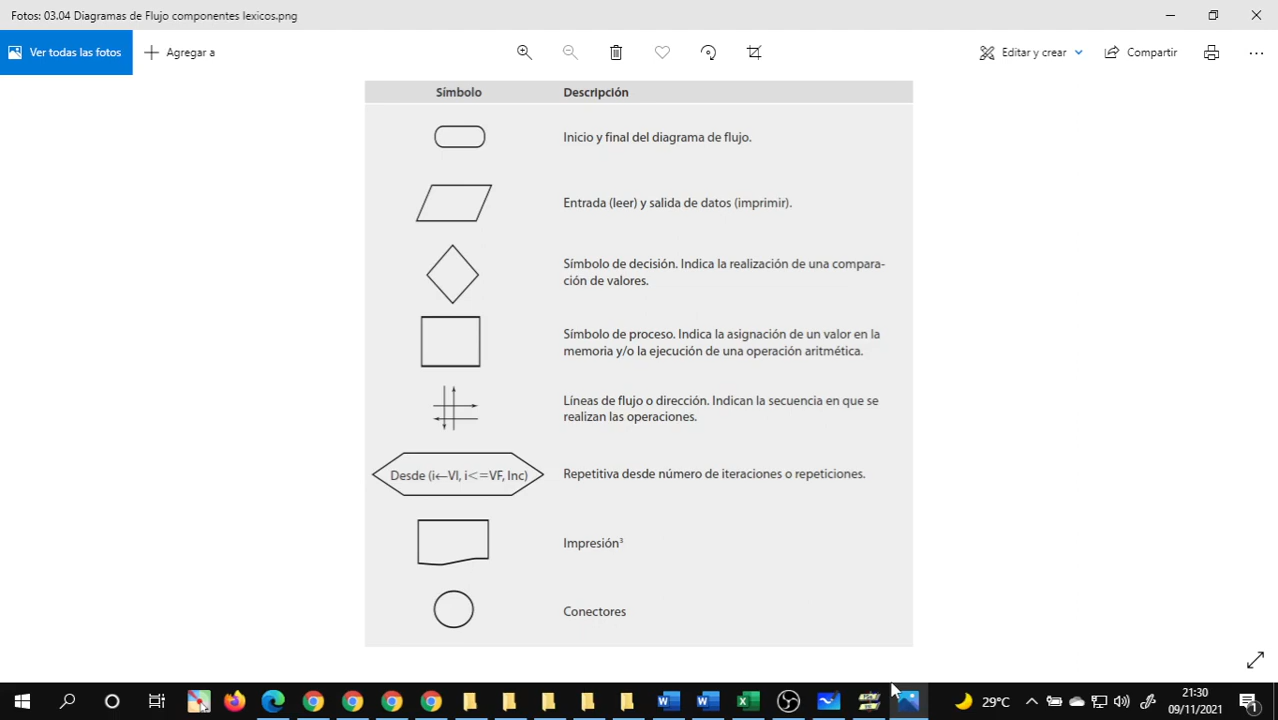 Fotos: 03.04 Diagramas de Flujo componentes lexicos.png
Ver todas las fotos
Agregar a
Editar y crear
Compartir
Símbolo Descripción
Inicio y final del diagrama de flujo.
Entrada (leer) y salida de datos (imprimir).
Símbolo de decisión. Indica la realización de una compara-
ción de valores.
Símbolo de proceso. Indica la asignación de un valor en la
memoria y/o la ejecución de una operación aritmética.
Líneas de flujo o dirección. Indican la secuencia en que se
realizan las operaciones.
Desde (i←VI, i<=VF, Inc) Repetitiva desde número de iteraciones o repeticiones.
Impresión³
Conectores
29°C
21:30
09/11/2021
1